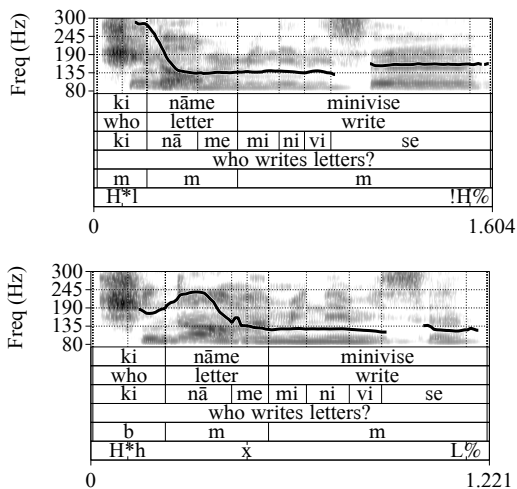 Freq (Hz)
300
245
190
135
80
ki nāme minivise
who letter write
ki nā me mi ni vi se
who writes letters?
m m m
H*l !H%
0 1.604
Freq (Hz)
300
245
190
135
80
ki nāme minivise
who letter write
ki nā me mi ni vi se
who writes letters?
b m m
H*h x L%
0 1.221